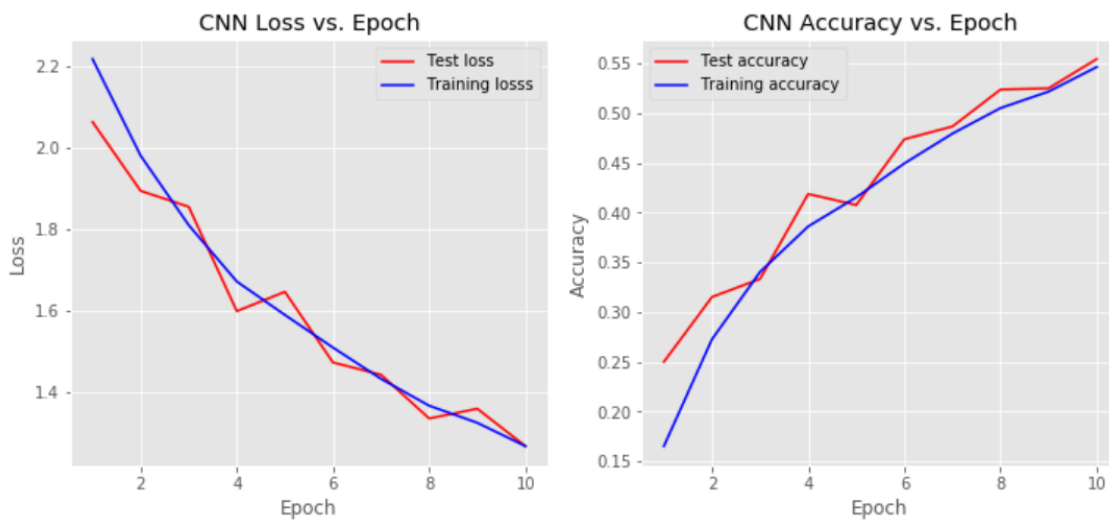 CNN Loss vs. Epoch
Test loss
Training losss
2.2
2.0
1.8
1.6
1.4
Loss
2
4
6
8
10
Epoch
CNN Accuracy vs. Epoch
Test accuracy
Training accuracy
0.55
0.50
0.45
0.40
0.35
0.30
0.25
0.20
0.15
Accuracy
2
4
6
8
10
Epoch